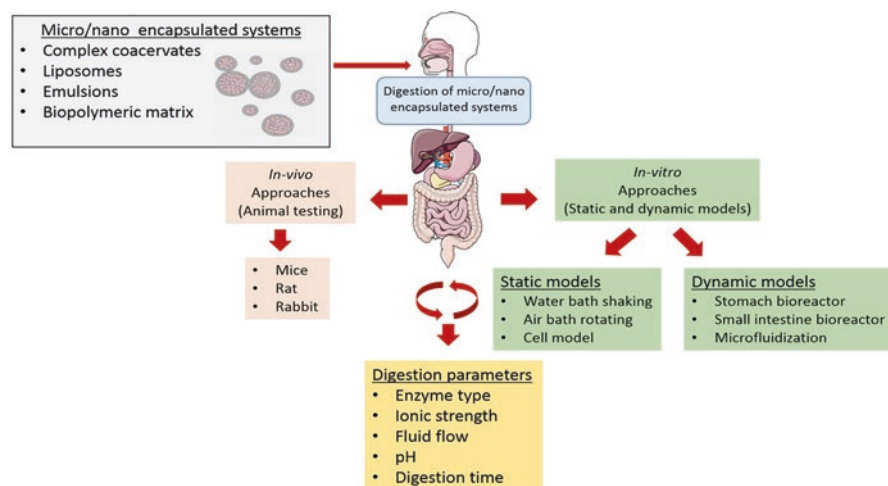 Micro/nano encapsulated systems
• Complex coacervates
• Liposomes
• Emulsions
• Biopolymeric matrix
Digestion of micro/nano
encapsulated systems
In-vivo
Approaches
(Animal testing)
• Mice
• Rat
• Rabbit
In-vitro
Approaches
(Static and dynamic models)
Static models
• Water bath shaking
• Air bath rotating
• Cell model
Dynamic models
• Stomach bioreactor
• Small intestine bioreactor
• Microfluidization
Digestion parameters
• Enzyme type
• Ionic strength
• Fluid flow
• pH
• Digestion time